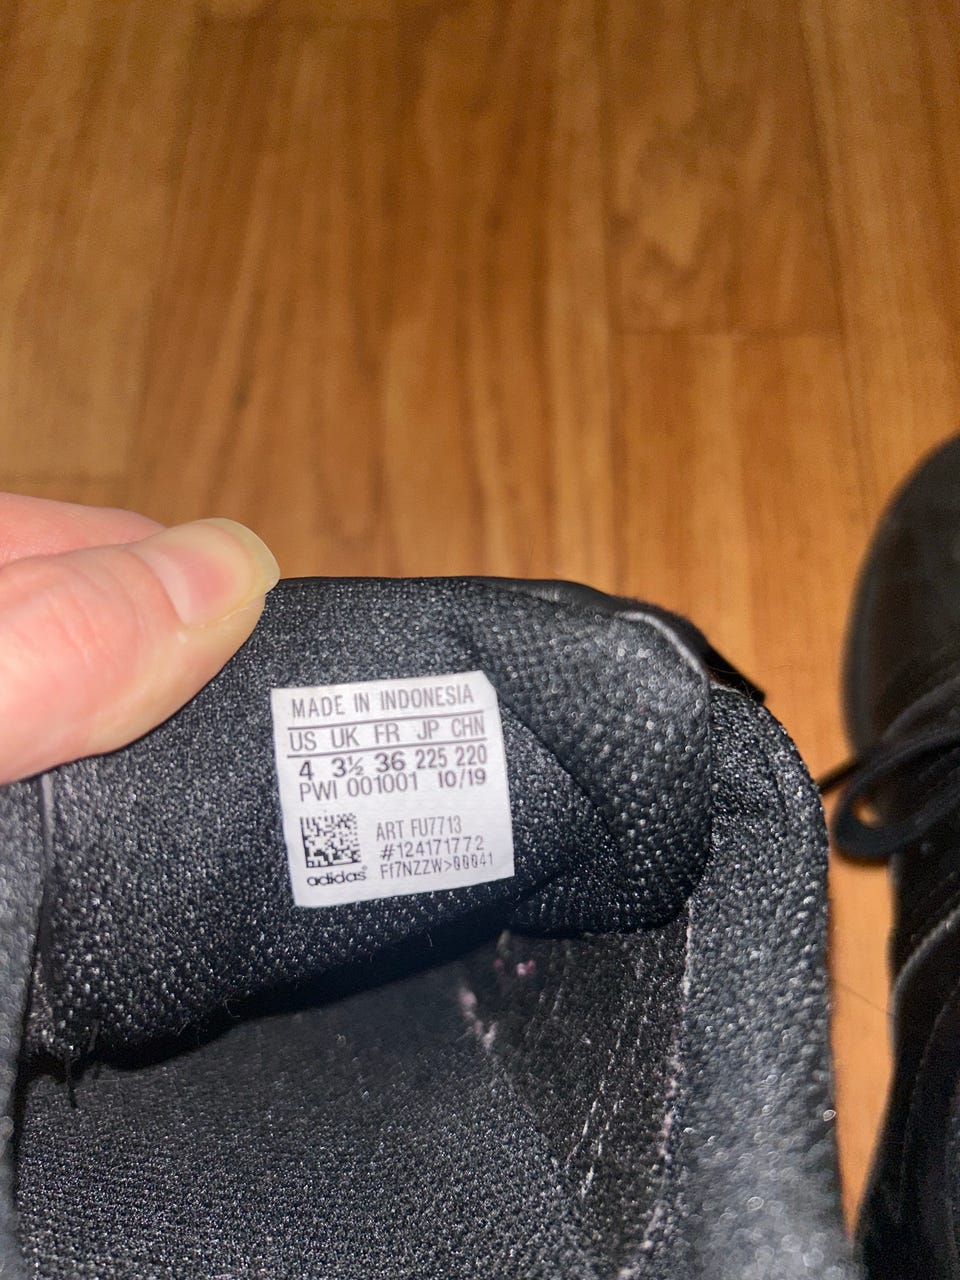 MADE IN INDONESIA
US UK FR JP CHN
4 3½ 36 225 220
PWI 001001 10/19
ART FU7713
#124171772
Ff7NZZW>00041
adidas